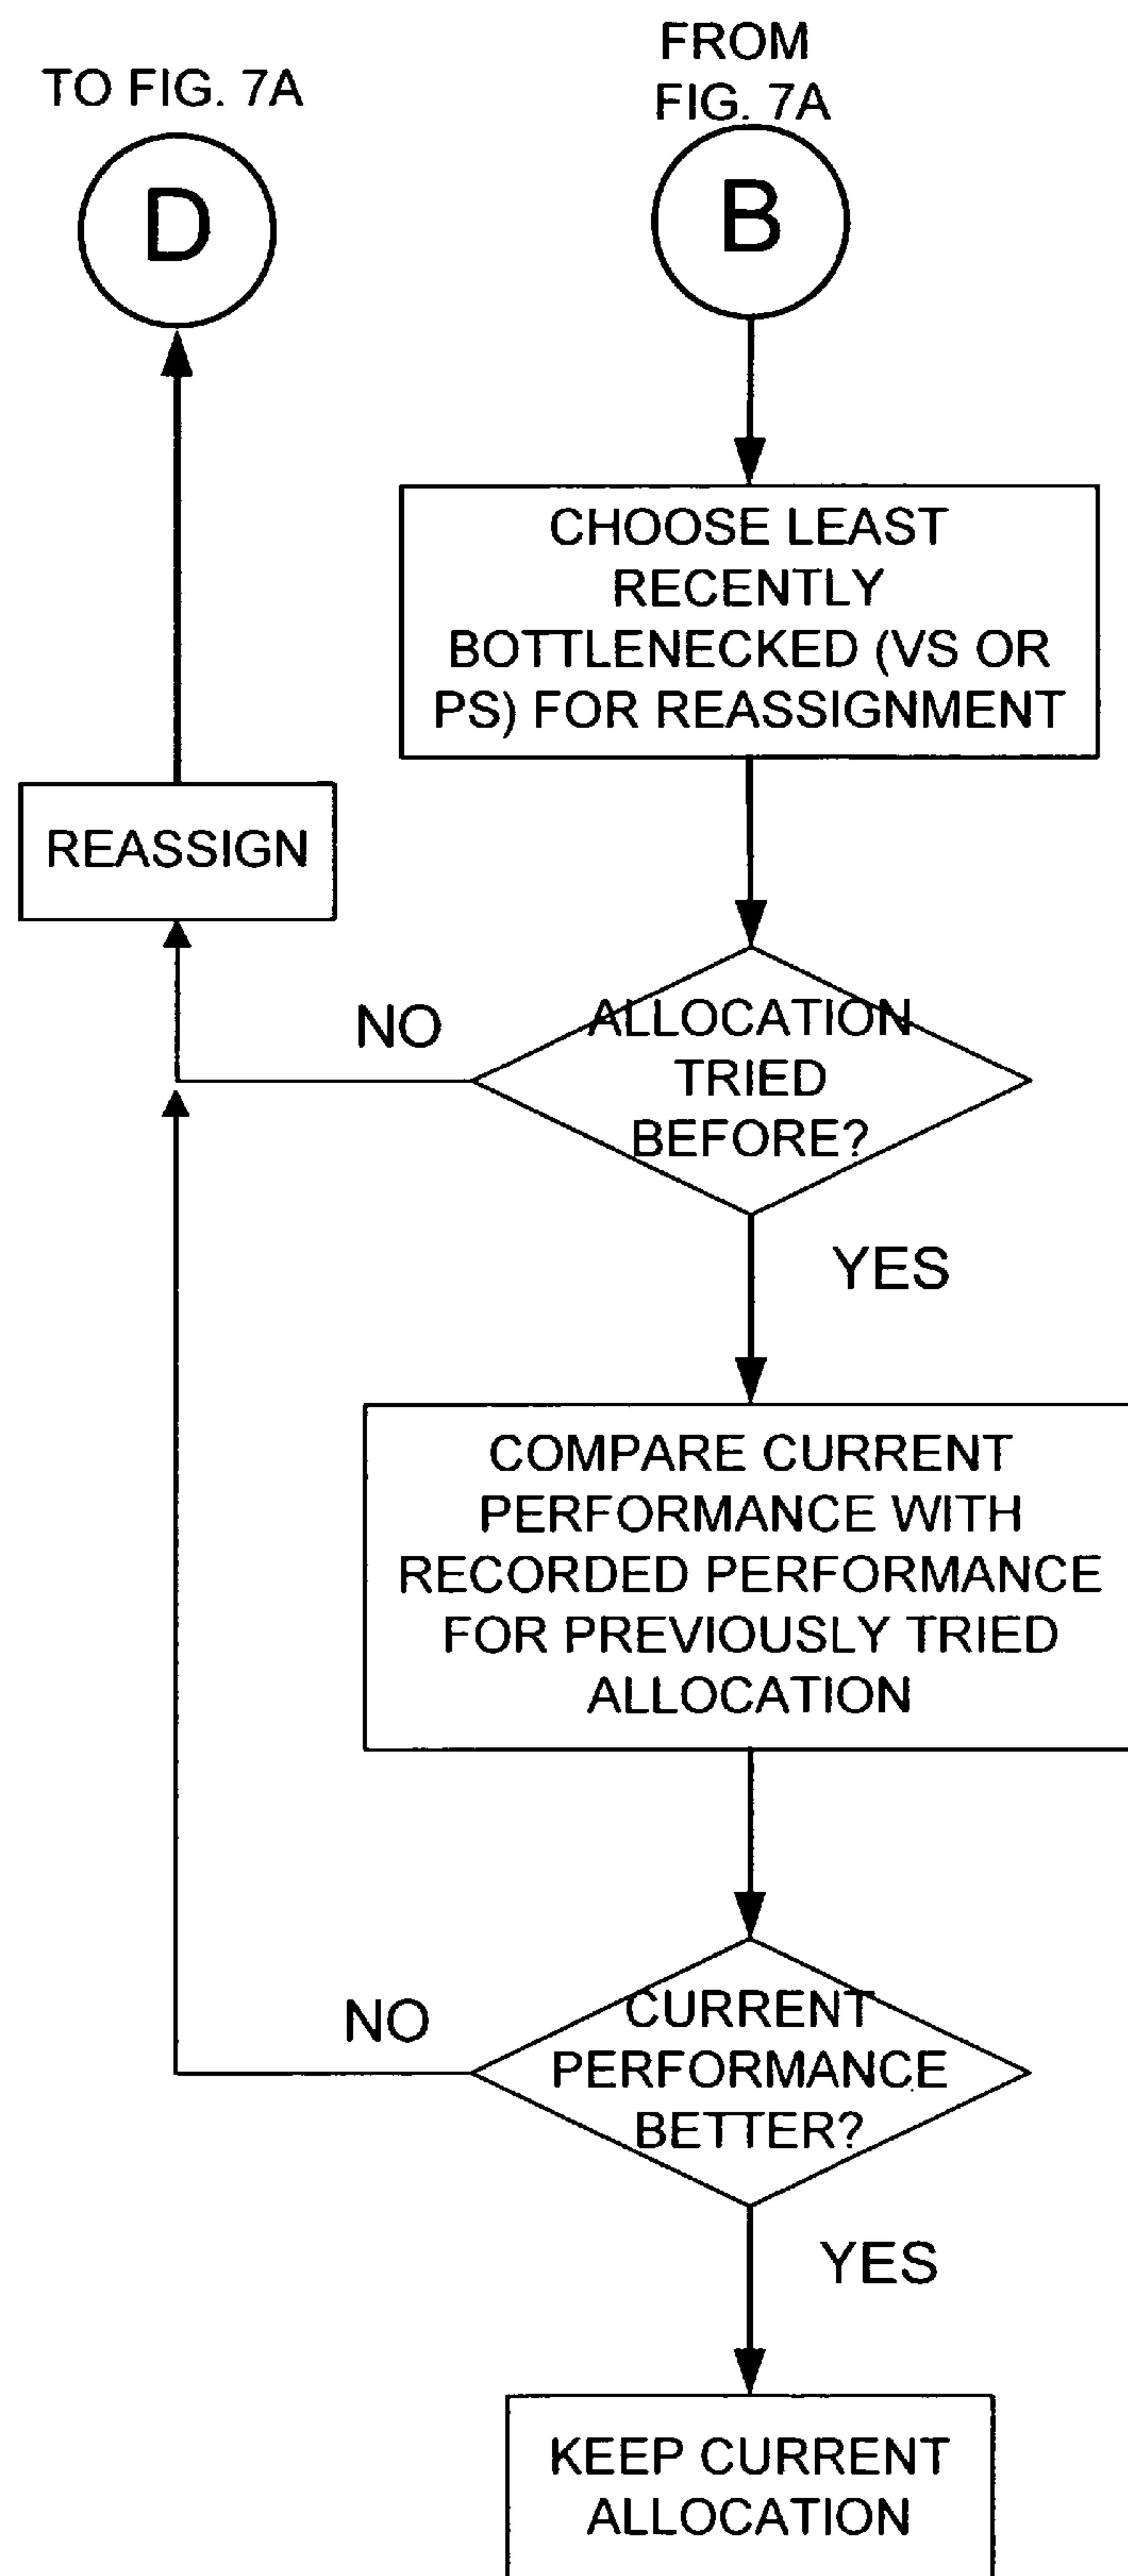 TO FIG. 7A
D
FROM
FIG. 7A
B
CHOOSE LEAST
RECENTLY
BOTTLENECKED (VS OR
PS) FOR REASSIGNMENT
REASSIGN
NO
ALLOCATION
TRIED
BEFORE?
YES
COMPARE CURRENT
PERFORMANCE WITH
RECORDED PERFORMANCE
FOR PREVIOUSLY TRIED
ALLOCATION
NO
CURRENT
PERFORMANCE
BETTER?
YES
KEEP CURRENT
ALLOCATION